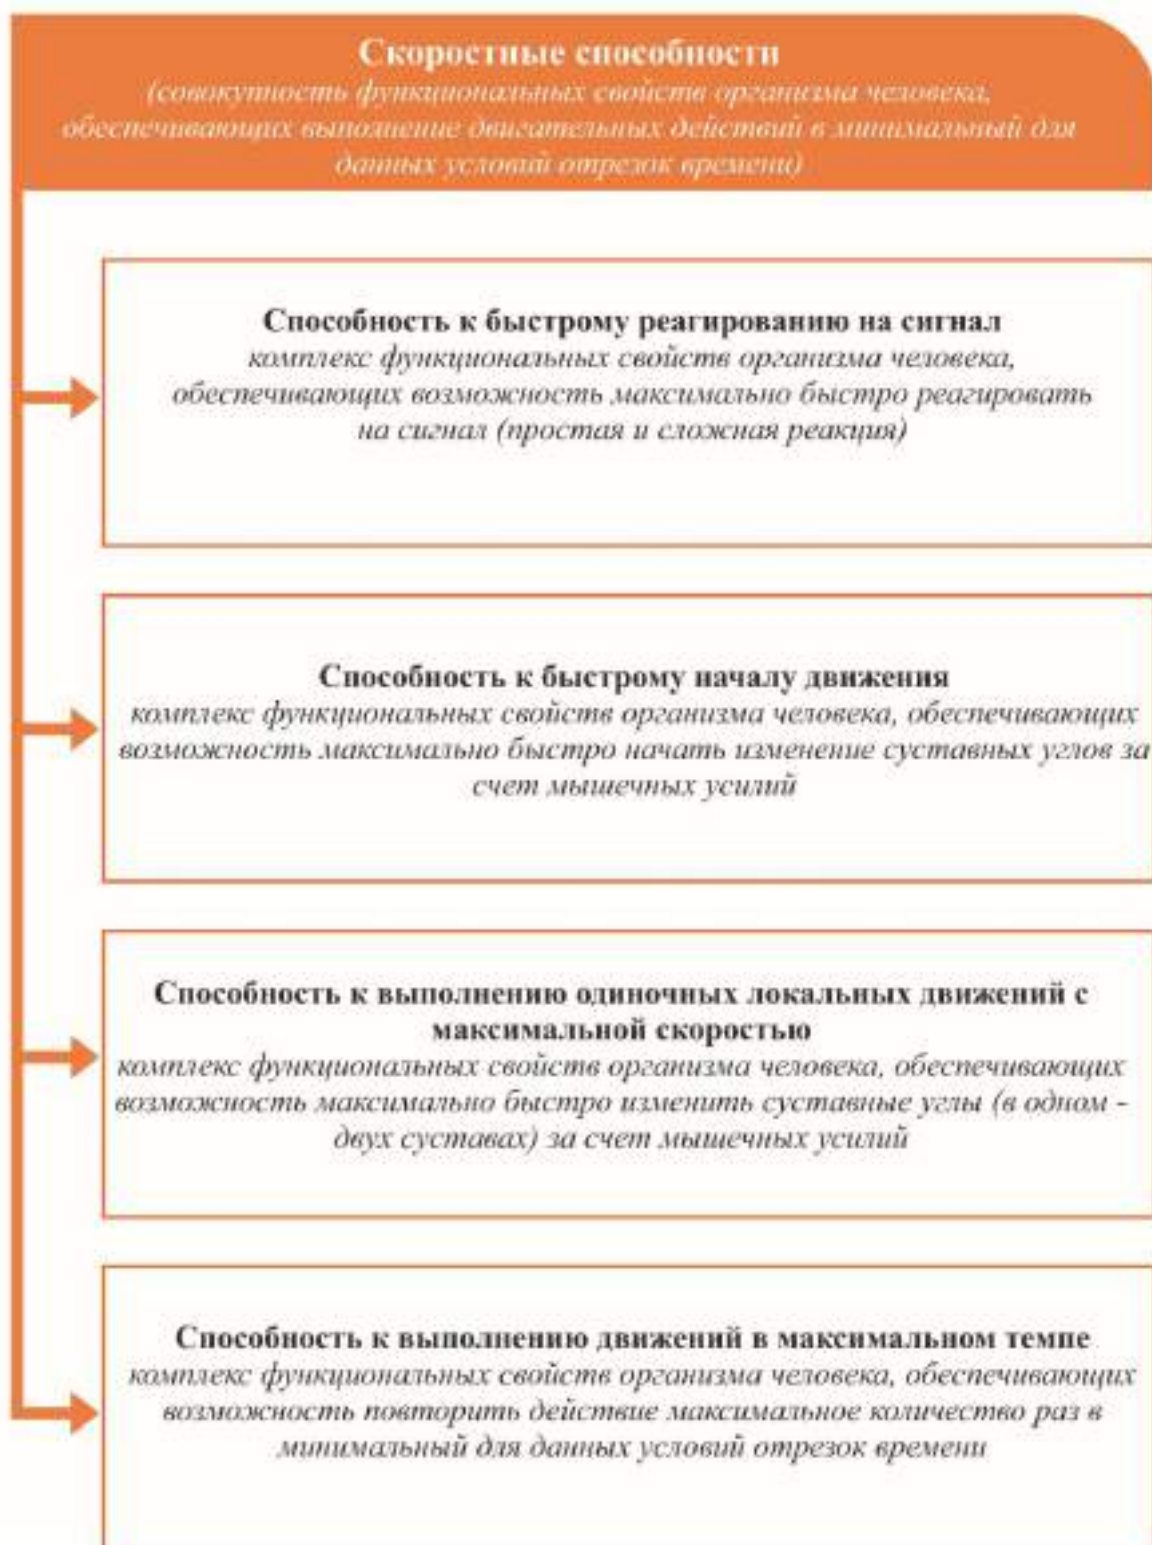 Скоростные способности
(совокупность функциональных свойств организма человека,
обеспечивающих выполнение двигательных действий в минимальный для
данных условий отрезок времени)
Способность к быстрому реагированию на сигнал
комплекс функциональных свойств организма человека,
обеспечивающих возможность максимально быстро реагировать
на сигнал (простая и сложная реакция)
Способность к быстрому началу движения
комплекс функциональных свойств организма человека, обеспечивающих
возможность максимально быстро начать изменение суставных углов за
счет мышечных усилий
Способность к выполнению одиночных локальных движений с
максимальной скоростью
комплекс функциональных свойств организма человека, обеспечивающих
возможность максимально быстро изменить суставные углы (в одном -
двух суставах) за счет мышечных усилий
Способность к выполнению движений в максимальном темпе
комплекс функциональных свойств организма человека, обеспечивающих
возможность повторить действие максимальное количество раз в
минимальный для данных условий отрезок времени